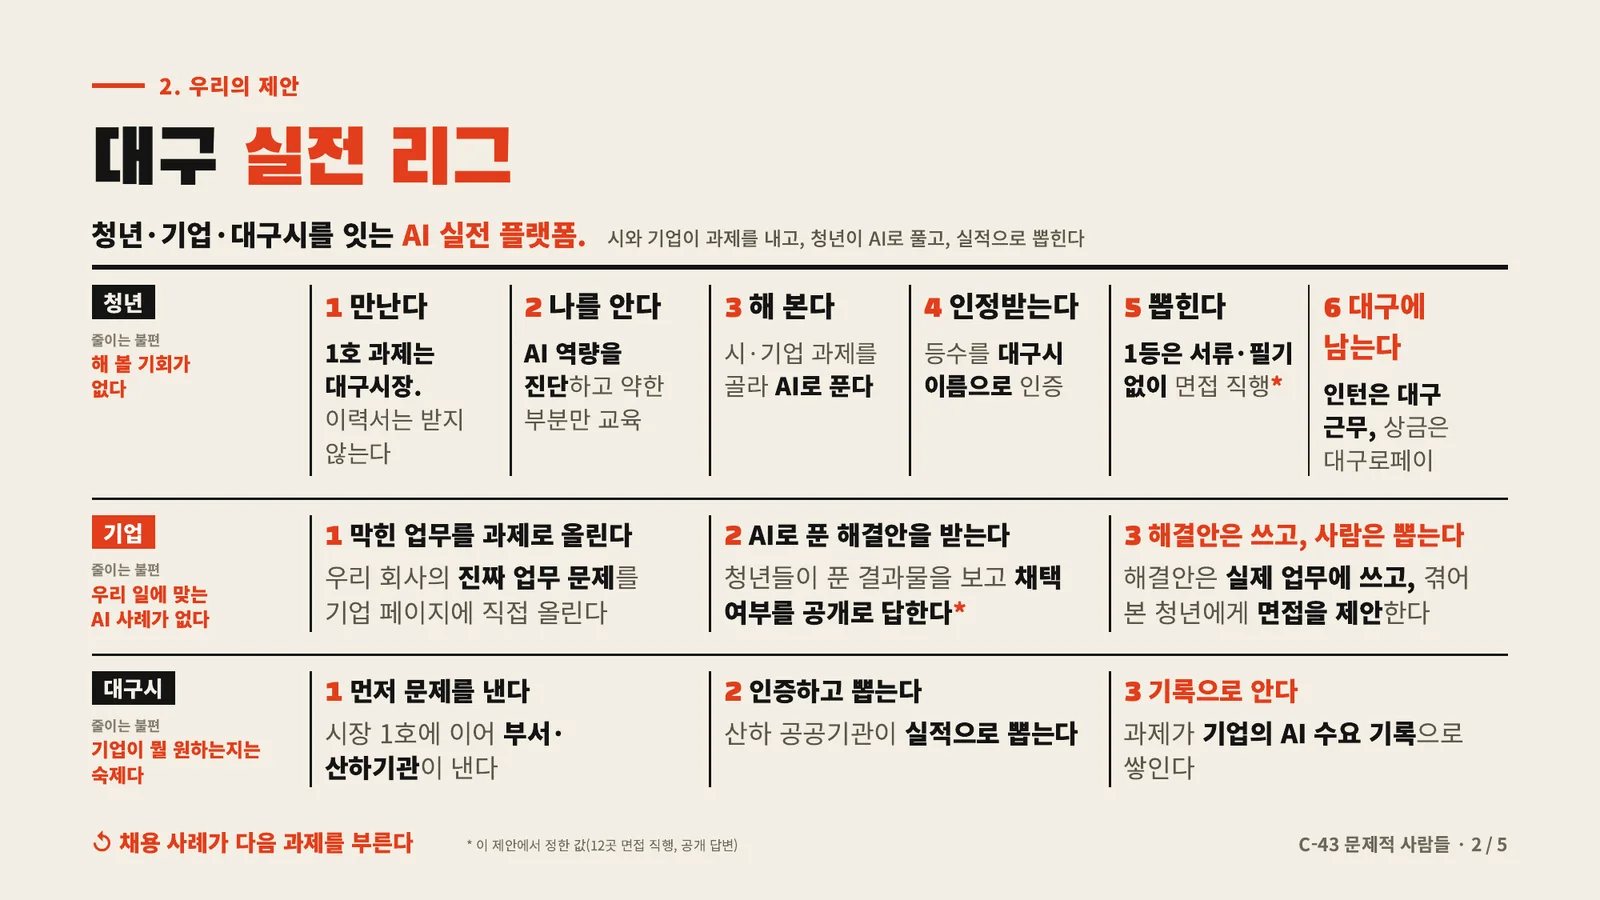 2. 우리의 제안
대구 실전 리그
청년·기업·대구시를 잇는 AI 실전 플랫폼. 시와 기업이 과제를 내고, 청년이 AI로 풀고, 실적으로 뽑힌다
청년
줄이는 불편
해 볼 기회가
없다
1 만난다
1호 과제는
대구시장.
이력서는 받지
않는다
2 나를 안다
AI 역량을
진단하고 약한
부분만 교육
3 해 본다
시·기업 과제를
골라 AI로 푼다
4 인정받는다
등수를 대구시
이름으로 인증
5 뽑힌다
1등은 서류·필기
없이 면접 직행*
6 대구에
남는다
인턴은 대구
근무, 상금은
대구로페이
기업
줄이는 불편
우리 일에 맞는
AI 사례가 없다
1 막힌 업무를 과제로 올린다
우리 회사의 진짜 업무 문제를
기업 페이지에 직접 올린다
2 AI로 푼 해결안을 받는다
청년들이 푼 결과물을 보고 채택
여부를 공개로 답한다*
3 해결안은 쓰고, 사람은 뽑는다
해결안은 실제 업무에 쓰고, 겪어
본 청년에게 면접을 제안한다
대구시
줄이는 불편
기업이 뭘 원하는지는
숙제다
1 먼저 문제를 낸다
시장 1호에 이어 부서·
산하기관이 낸다
2 인증하고 뽑는다
산하 공공기관이 실적으로 뽑는다
3 기록으로 안다
과제가 기업의 AI 수요 기록으로
쌓인다
채용 사례가 다음 과제를 부른다
* 이 제안에서 정한 값(12곳 면접 직행, 공개 답변)
C-43 문제적 사람들 · 2 / 5